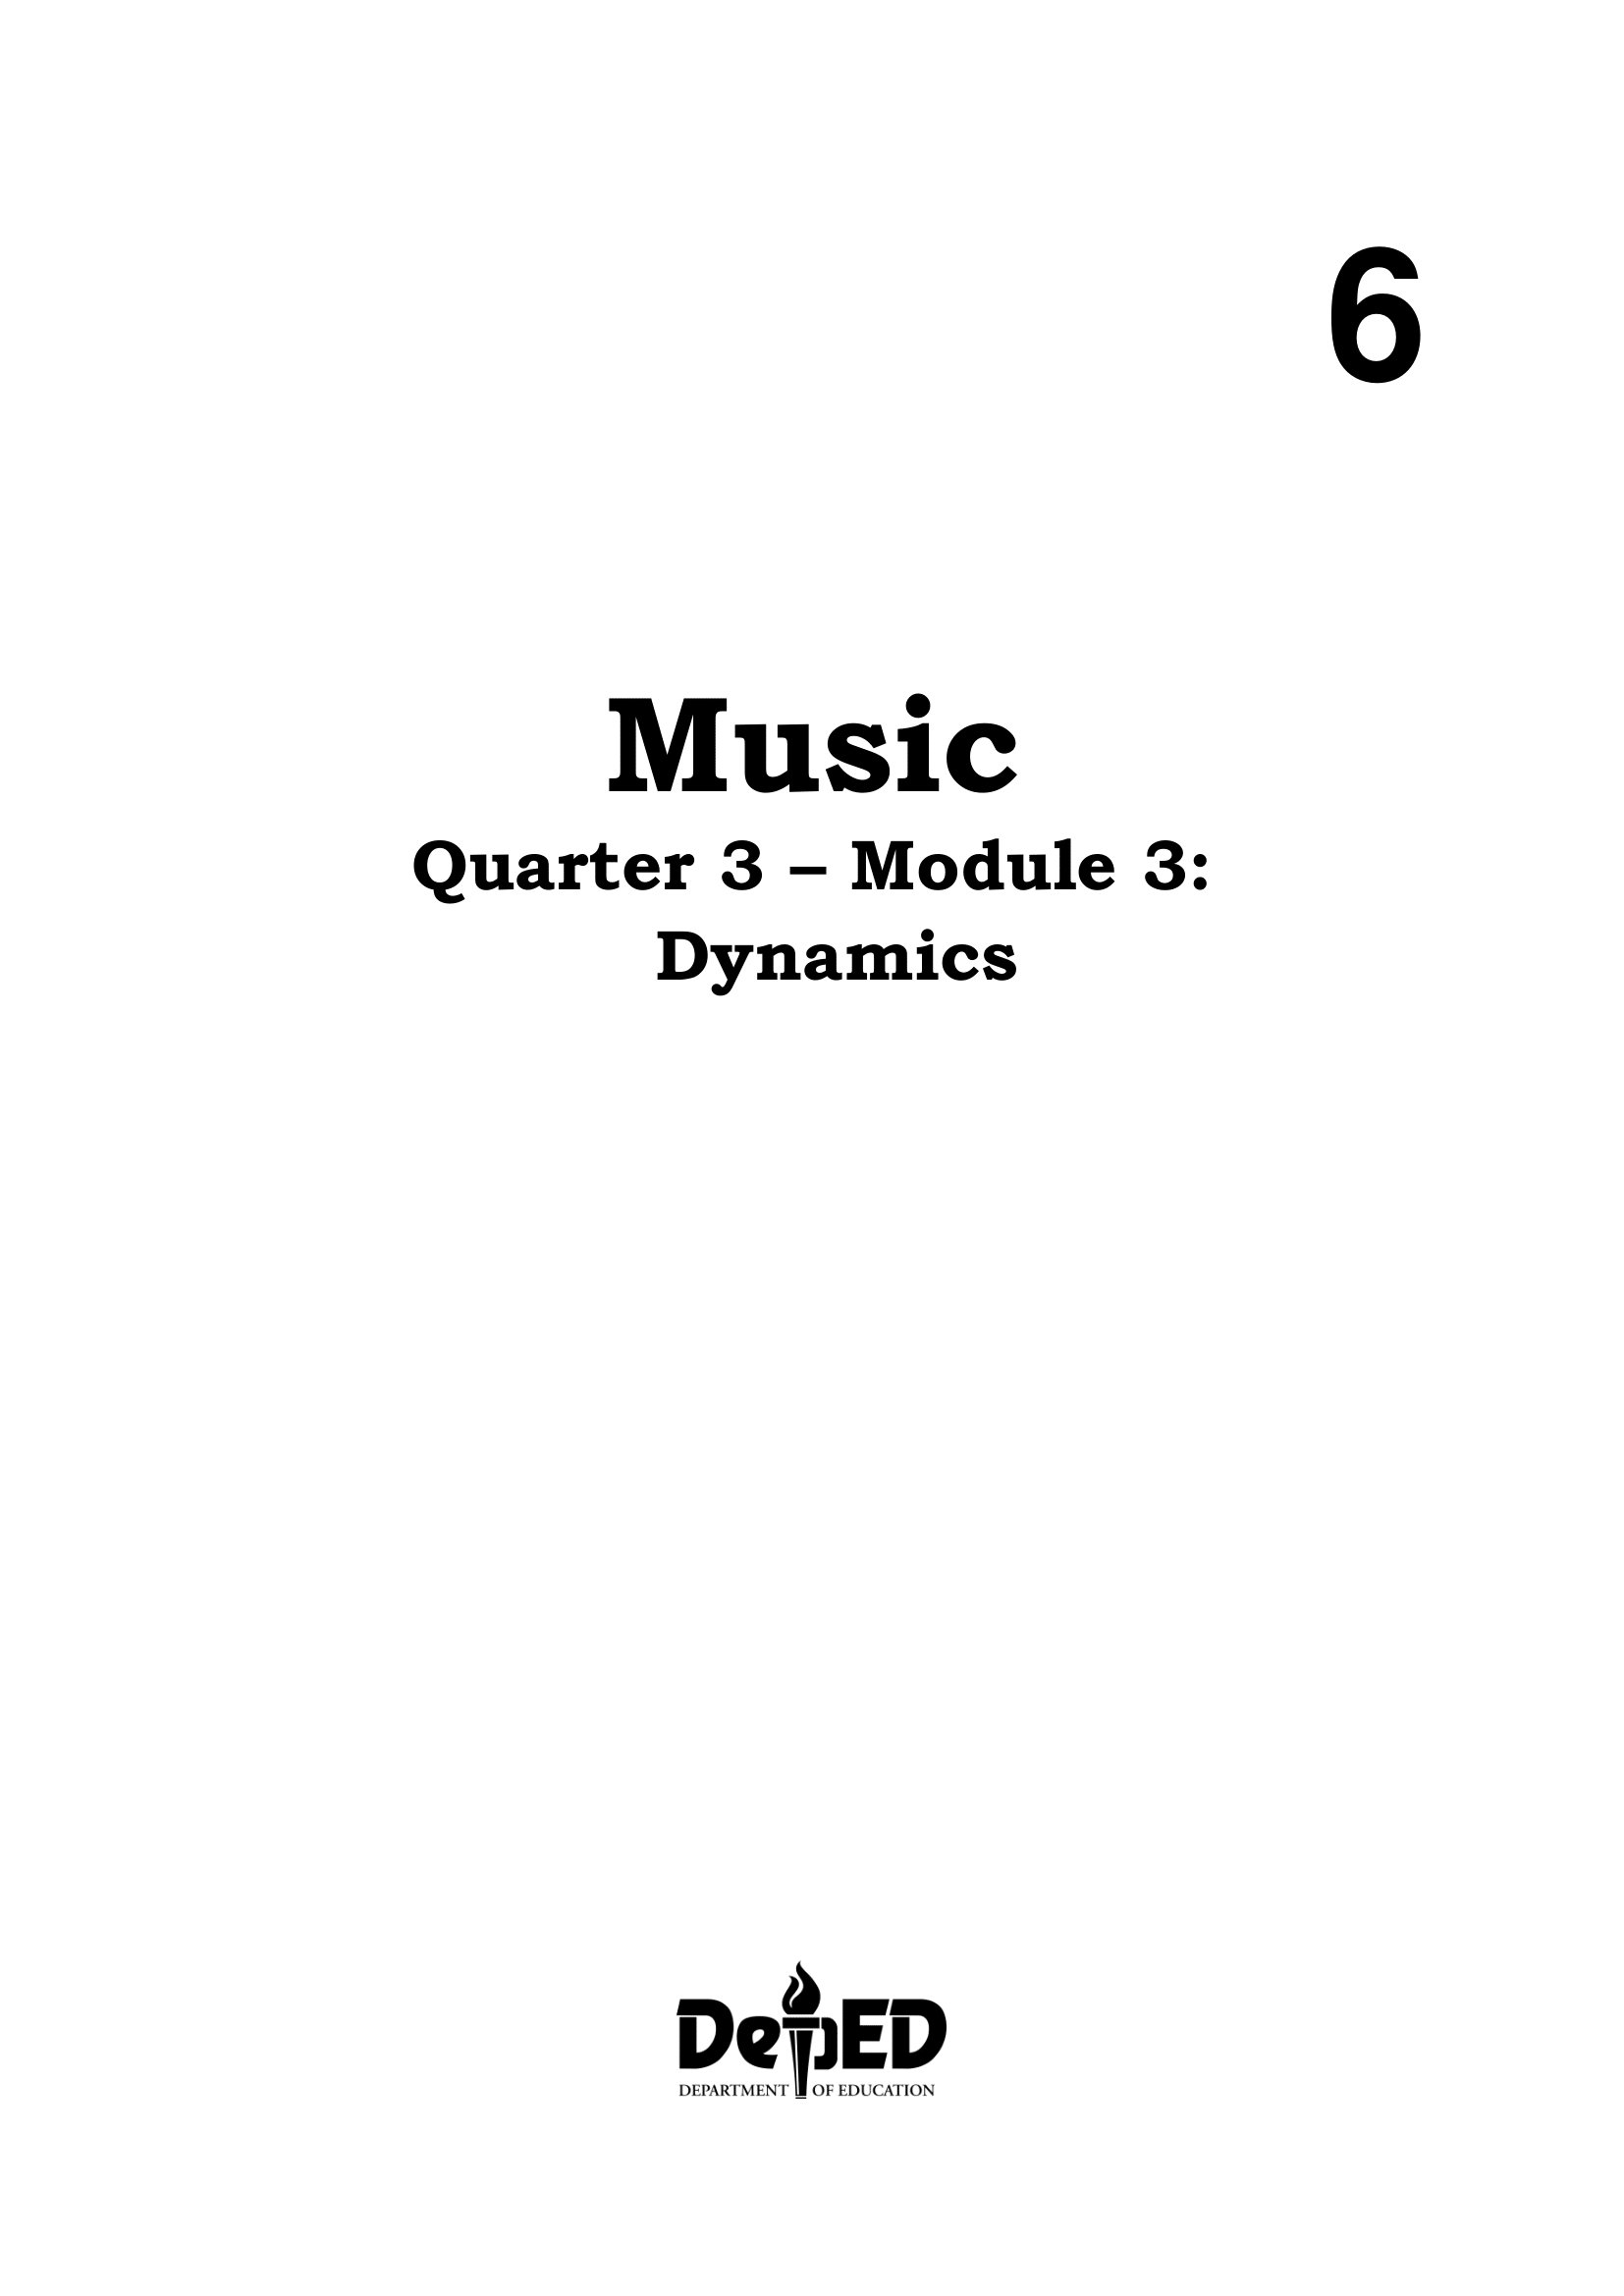 6
Music
Quarter 3 – Module 3:
Dynamics
DepED
DEPARTMENT OF EDUCATION